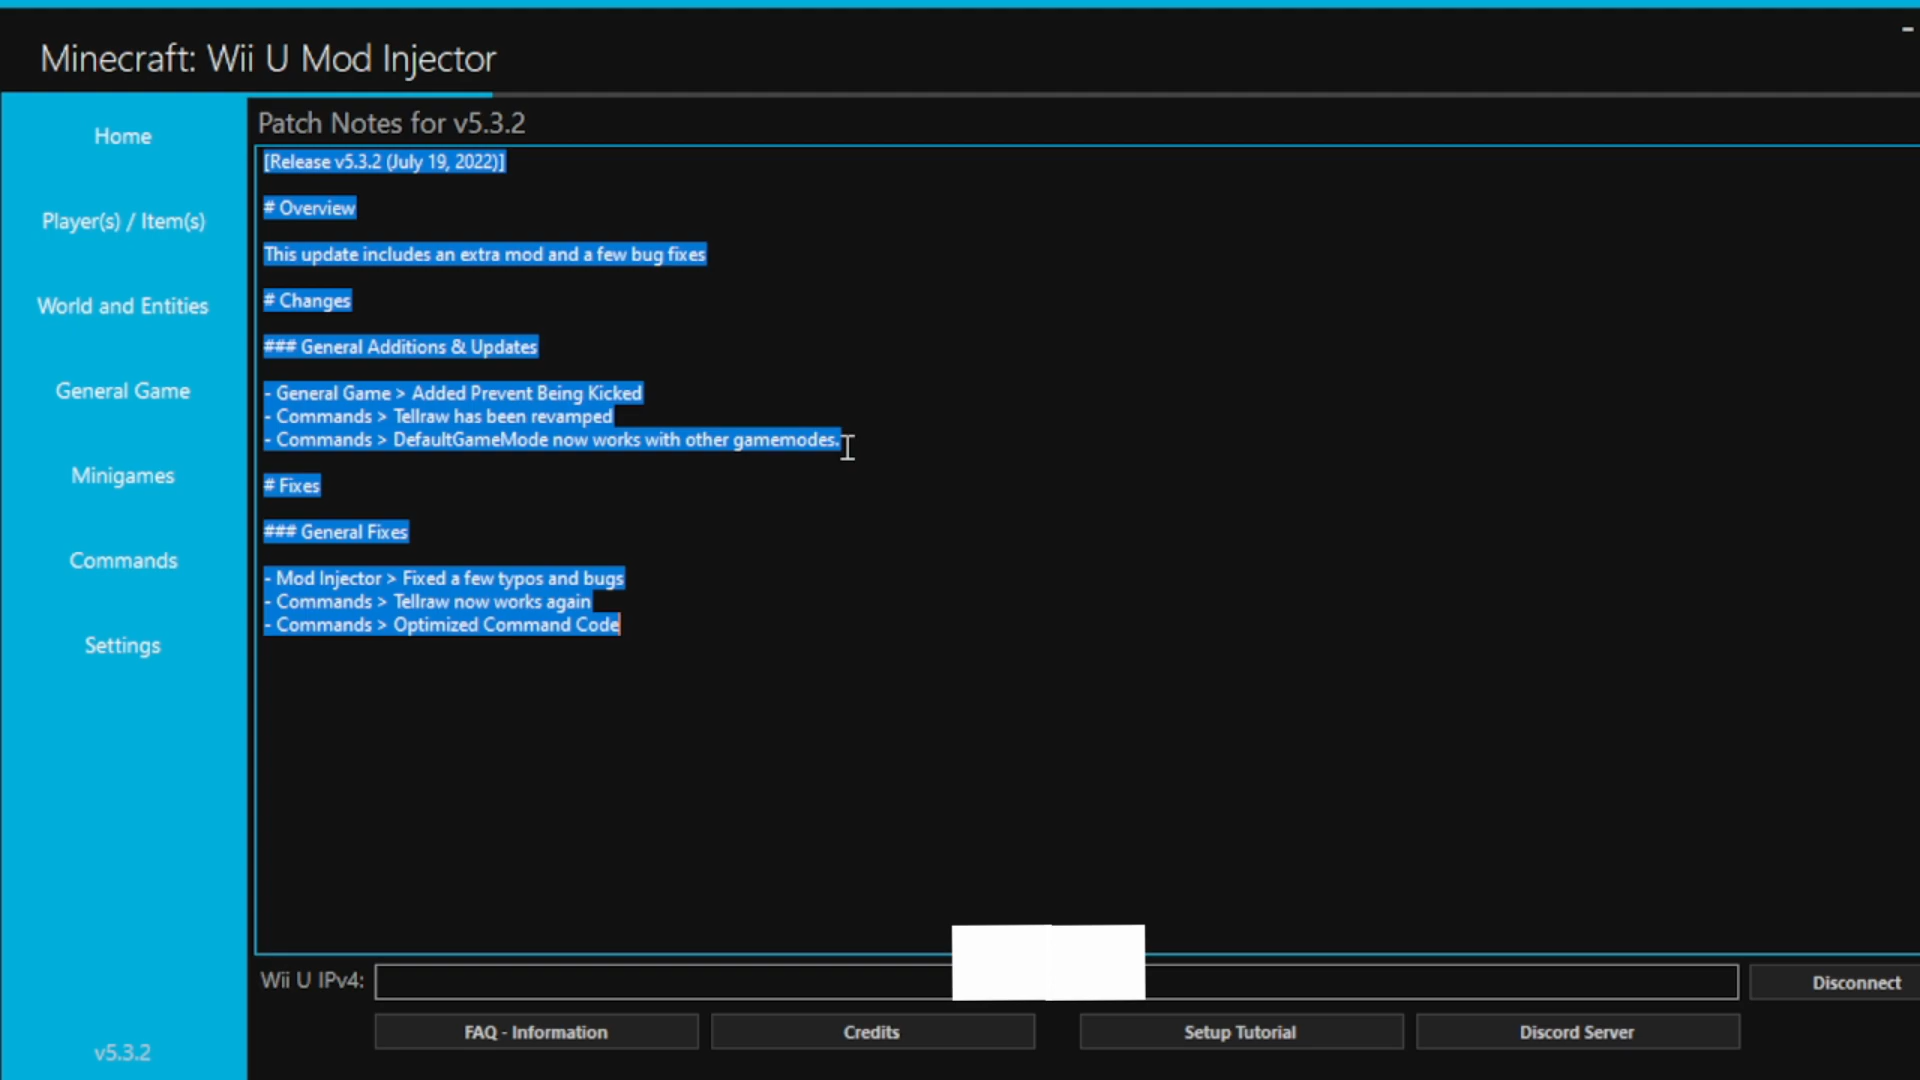 Minecraft: Wii U Mod Injector
Home
Player(s) / Item(s)
World and Entities
General Game
Minigames
Commands
Settings
v5.3.2
Patch Notes for v5.3.2
[Release v5.3.2 (July 19, 2022)]
# Overview
This update includes an extra mod and a few bug fixes
# Changes
### General Additions & Updates
- General Game > Added Prevent Being Kicked
- Commands > Tellraw has been revamped
- Commands > DefaultGameMode now works with other gamemodes.
# Fixes
### General Fixes
- Mod Injector > Fixed a few typos and bugs
- Commands > Tellraw now works again
- Commands > Optimized Command Code
Wii U IPv4:
Disconnect
FAQ - Information
Credits
Setup Tutorial
Discord Server